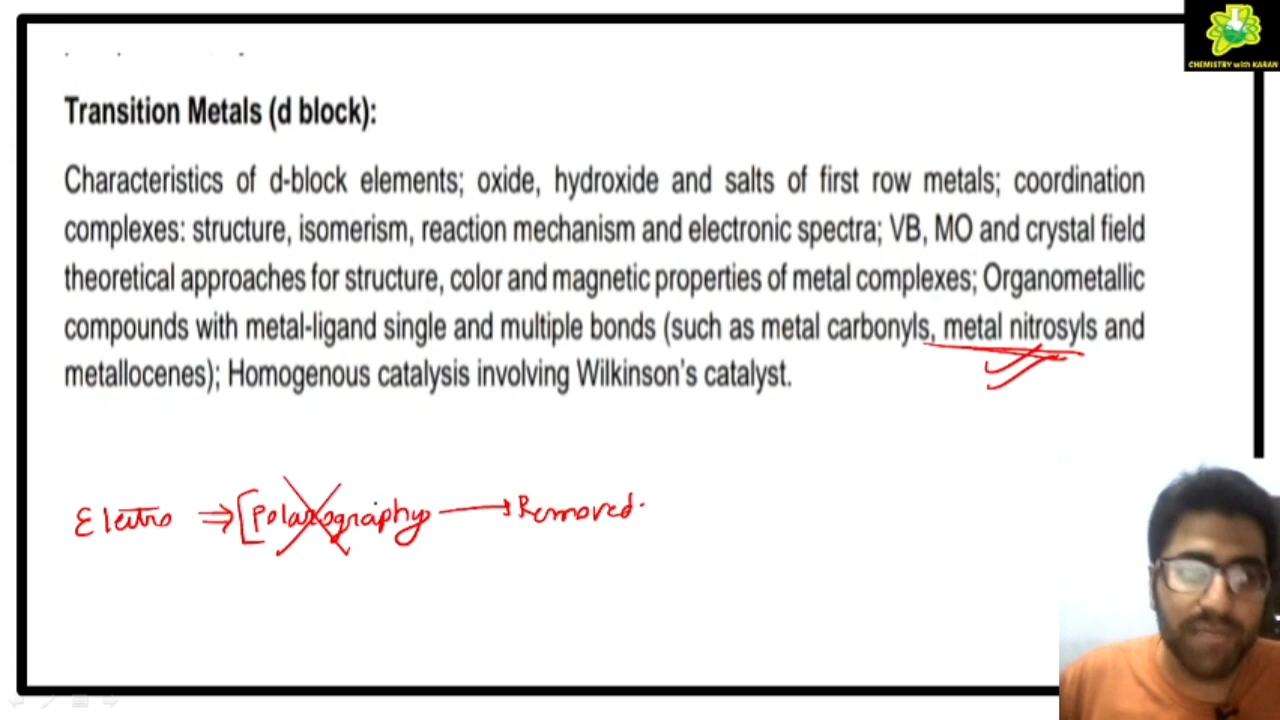 CHEMISTRY with KARAN
Transition Metals (d block):
Characteristics of d-block elements; oxide, hydroxide and salts of first row metals; coordination
complexes: structure, isomerism, reaction mechanism and electronic spectra; VB, MO and crystal field
theoretical approaches for structure, color and magnetic properties of metal complexes; Organometallic
compounds with metal-ligand single and multiple bonds (such as metal carbonyls, metal nitrosyls and
metallocenes); Homogenous catalysis involving Wilkinson's catalyst.
Electro ⇒ [Polarography → Removed.